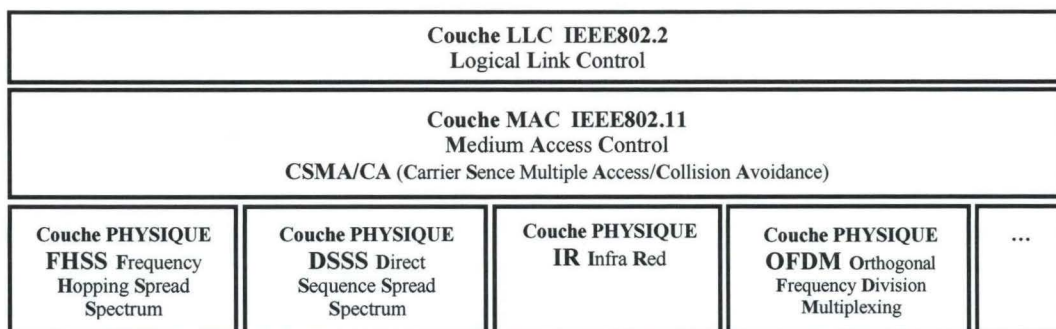 Couche LLC IEEE802.2
Logical Link Control
Couche MAC IEEE802.11
Medium Access Control
CSMA/CA (Carrier Sence Multiple Access/Collision Avoidance)
Couche PHYSIQUE
FHSS Frequency
Hopping Spread
Spectrum
Couche PHYSIQUE
DSSS Direct
Sequence Spread
Spectrum
Couche PHYSIQUE
IR Infra Red
Couche PHYSIQUE
OFDM Orthogonal
Frequency Division
Multiplexing
...